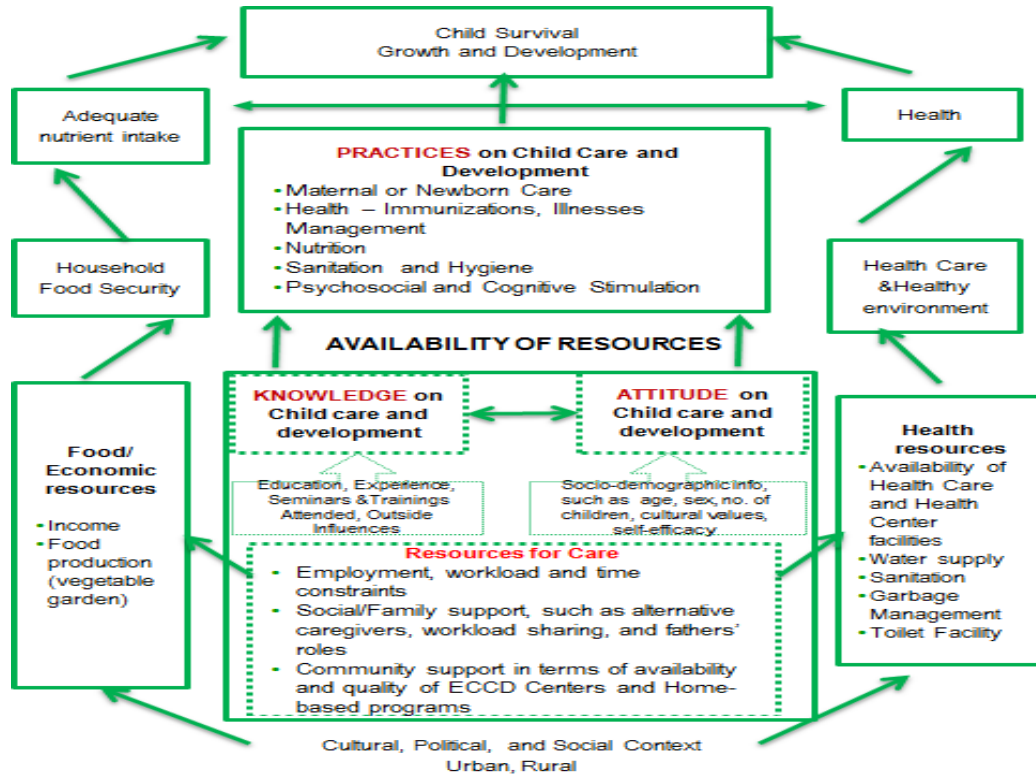 Child Survival
Growth and Development
Adequate
nutrient intake
Health
PRACTICES on Child Care and
Development
• Maternal or Newborn Care
• Health – Immunizations, Illnesses
Management
• Nutrition
• Sanitation and Hygiene
• Psychosocial and Cognitive Stimulation
Household
Food Security
Health Care
&Healthy
environment
AVAILABILITY OF RESOURCES
KNOWLEDGE on
Child care and
development
ATTITUDE on
Child care and
development
Education, Experience,
Seminars &Trainings
Attended, Outside
Influences
Socio-demographic info,
such as age, sex, no. of
children, cultural values,
self-efficacy
Food/
Economic
resources
• Income
• Food
production
(vegetable
garden)
Resources for Care
• Employment, workload and time
constraints
• Social/Family support, such as alternative
caregivers, workload sharing, and fathers’
roles
• Community support in terms of availability
and quality of ECCD Centers and Home-
based programs
Health
resources
• Availability of
Health Care
and Health
Center
facilities
• Water supply
• Sanitation
• Garbage
Management
• Toilet Facility
Cultural, Political, and Social Context
Urban, Rural